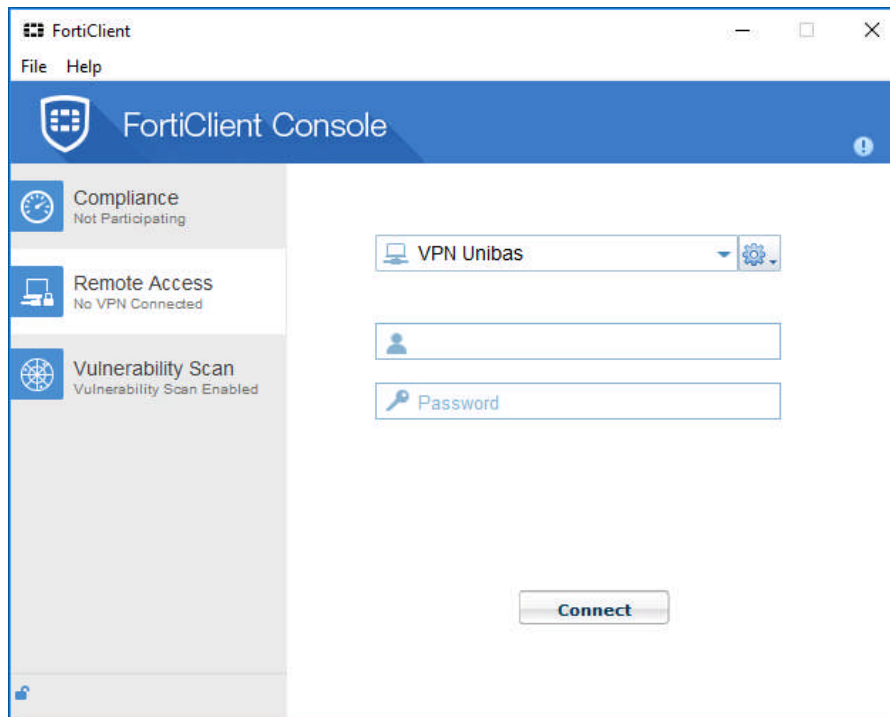 FortiClient
File Help
FortiClient Console
Compliance
Not Participating
Remote Access
No VPN Connected
Vulnerability Scan
Vulnerability Scan Enabled
VPN Unibas
Password
Connect